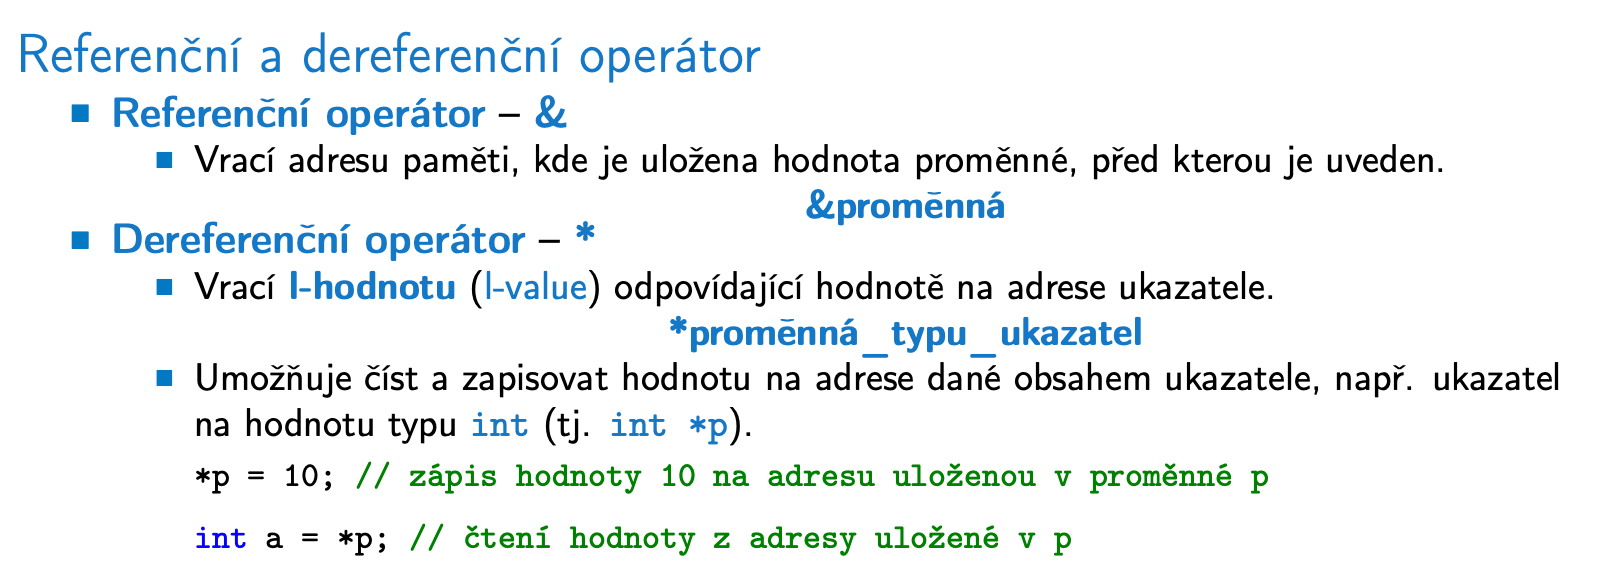 Referenční a dereferenční operátor
Referenční operátor – &
Vrací adresu paměti, kde je uložena hodnota proměnné, před kterou je uveden.
&proměnná
Dereferenční operátor – *
Vrací l-hodnotu (l-value) odpovídající hodnotě na adrese ukazatele.
*proměnná_typu_ukazatel
Umožňuje číst a zapisovat hodnotu na adrese dané obsahem ukazatele, např. ukazatel
na hodnotu typu int (tj. int *p).
*p = 10; // zápis hodnoty 10 na adresu uloženou v proměnné p
int a = *p; // čtení hodnoty z adresy uložené v p